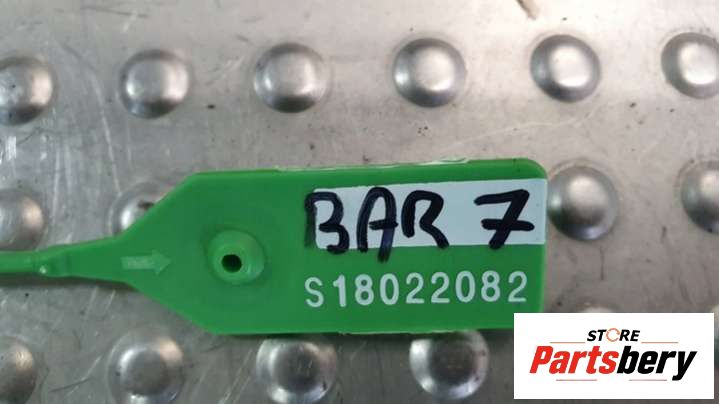 BAR 7
S18022082
STORE
Partsbery